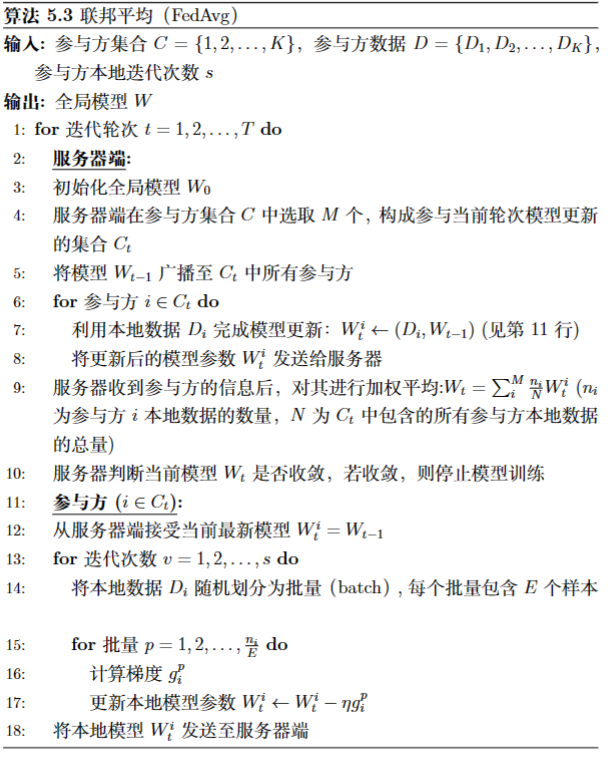 算法 5.3 联邦平均（FedAvg）
输入: 参与方集合 C = {1, 2, . . . , K}，参与方数据 D = {D₁, D₂, . . . , D_K}，
参与方本地迭代次数 s
输出: 全局模型 W
1: for 迭代轮次 t = 1, 2, . . . , T do
2: 服务器端:
3: 初始化全局模型 W₀
4: 服务器端在参与方集合 C 中选取 M 个，构成参与当前轮次模型更新
的集合 C_t
5: 将模型 W_{t−1} 广播至 C_t 中所有参与方
6: for 参与方 i ∈ C_t do
7: 利用本地数据 D_i 完成模型更新：W_t^i ← (D_i, W_{t−1}) (见第 11 行)
8: 将更新后的模型参数 W_t^i 发送给服务器
9: 服务器收到参与方的信息后，对其进行加权平均:W_t = ∑_i^M \frac{n_i}{N} W_t^i (n_i
为参与方 i 本地数据的数量，N 为 C_t 中包含的所有参与方本地数据
的总量)
10: 服务器判断当前模型 W_t 是否收敛，若收敛，则停止模型训练
11: 参与方 (i ∈ C_t):
12: 从服务器端接受当前最新模型 W_t^i = W_{t−1}
13: for 迭代次数 v = 1, 2, . . . , s do
14: 将本地数据 D_i 随机划分为批量（batch）, 每个批量包含 E 个样本
15: for 批量 p = 1, 2, . . . , \frac{n_i}{E} do
16: 计算梯度 g_i^p
17: 更新本地模型参数 W_t^i ← W_t^i − ηg_i^p
18: 将本地模型 W_t^i 发送至服务器端